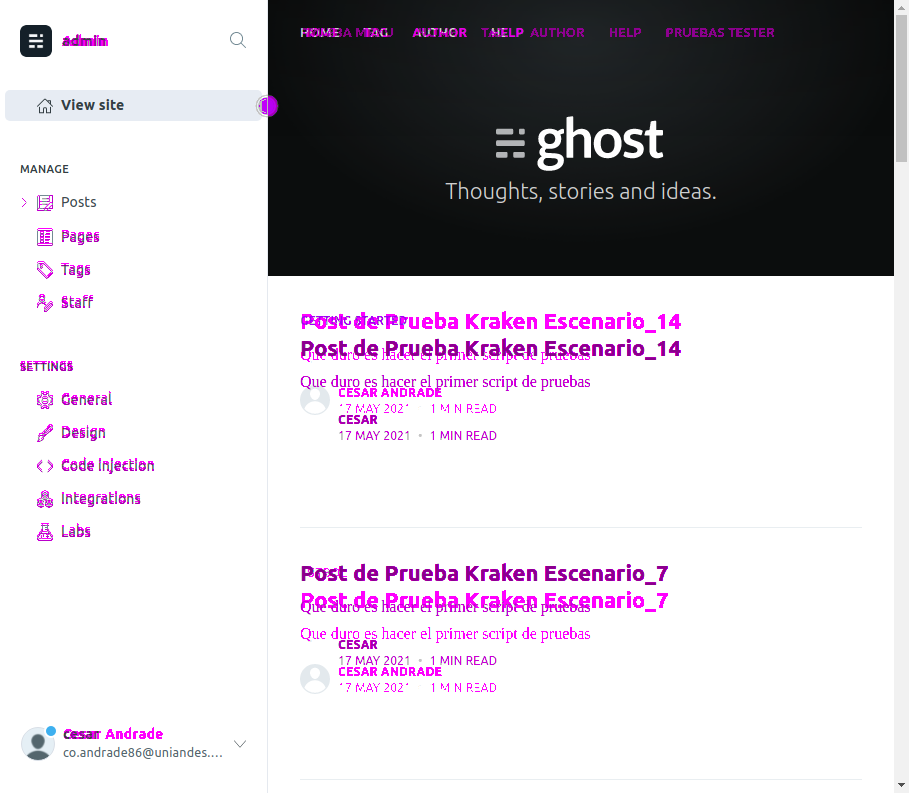 Admin
View site
MANAGE
Posts
Pages
Tags
Staff
SETTINGS
General
Design
Code injection
Integrations
Labs
Cesar Andrade
co.andrade86@uniandes....
HOME TAG AUTHOR HELP
TAG AUTHOR HELP PRUEBAS TESTER
ghost
Thoughts, stories and ideas.
GETTING STARTED
Post de Prueba Kraken Escenario_14
Post de Prueba Kraken Escenario_14
Que duro es hacer el primer script de pruebas
Que duro es hacer el primer script de pruebas
CESAR ANDRADE
17 MAY 2021 1 MIN READ
CESAR
17 MAY 2021 • 1 MIN READ
Post de Prueba Kraken Escenario_7
Post de Prueba Kraken Escenario_7
Que duro es hacer el primer script de pruebas
Que duro es hacer el primer script de pruebas
CESAR
17 MAY 2021 • 1 MIN READ
CESAR ANDRADE
17 MAY 2021 1 MIN READ